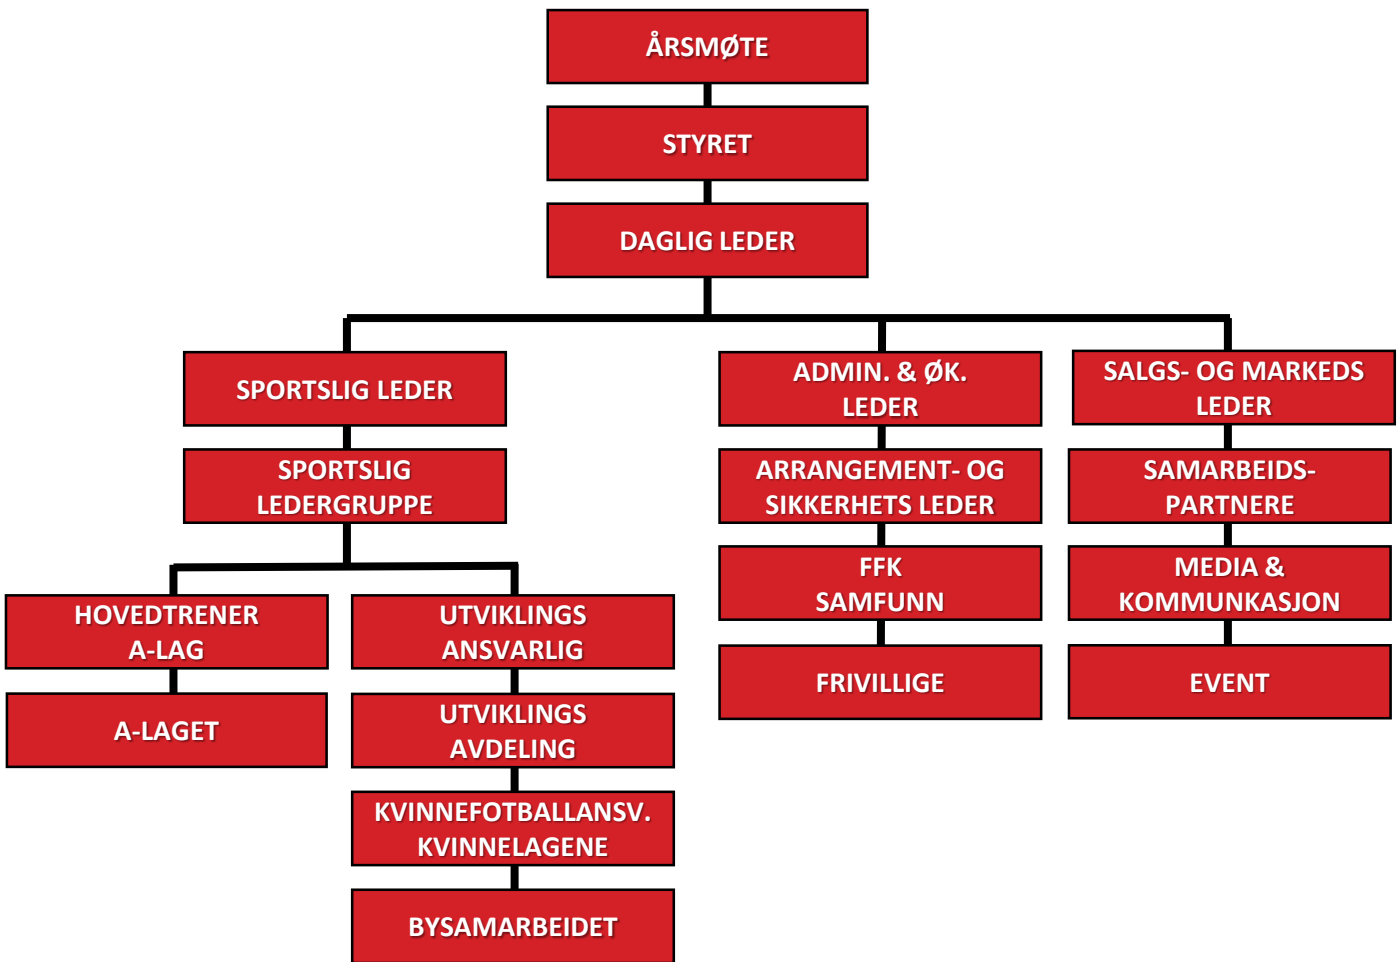 ÅRSMØTE
STYRET
DAGLIG LEDER
SPORTSLIG LEDER
ADMIN. & ØK.
LEDER
SALGS- OG MARKEDS
LEDER
SPORTSLIG
LEDERGRUPPE
ARRANGEMENT- OG
SIKKERHETS LEDER
SAMARBEIDS-
PARTNERE
FFK
SAMFUNN
MEDIA &
KOMMUNKASJON
HOVEDTRENER
A-LAG
UTVIKLINGS
ANSVARLIG
FRIVILLIGE
EVENT
A-LAGET
UTVIKLINGS
AVDELING
KVINNEFOTBALLANSV.
KVINNELAGENE
BYSAMARBEIDET